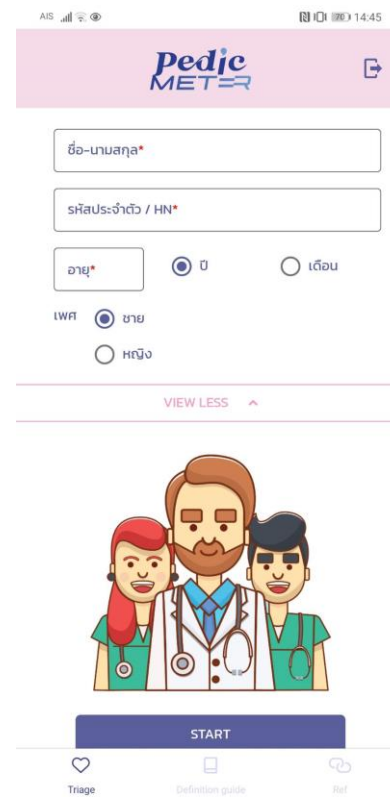 AIS 70 14:45
Pedic
METER
ชื่อ-นามสกุล*
รหัสประจำตัว / HN*
อายุ* ปี เดือน
เพศ ชาย
หญิง
VIEW LESS
START
Triage Definition guide Ref